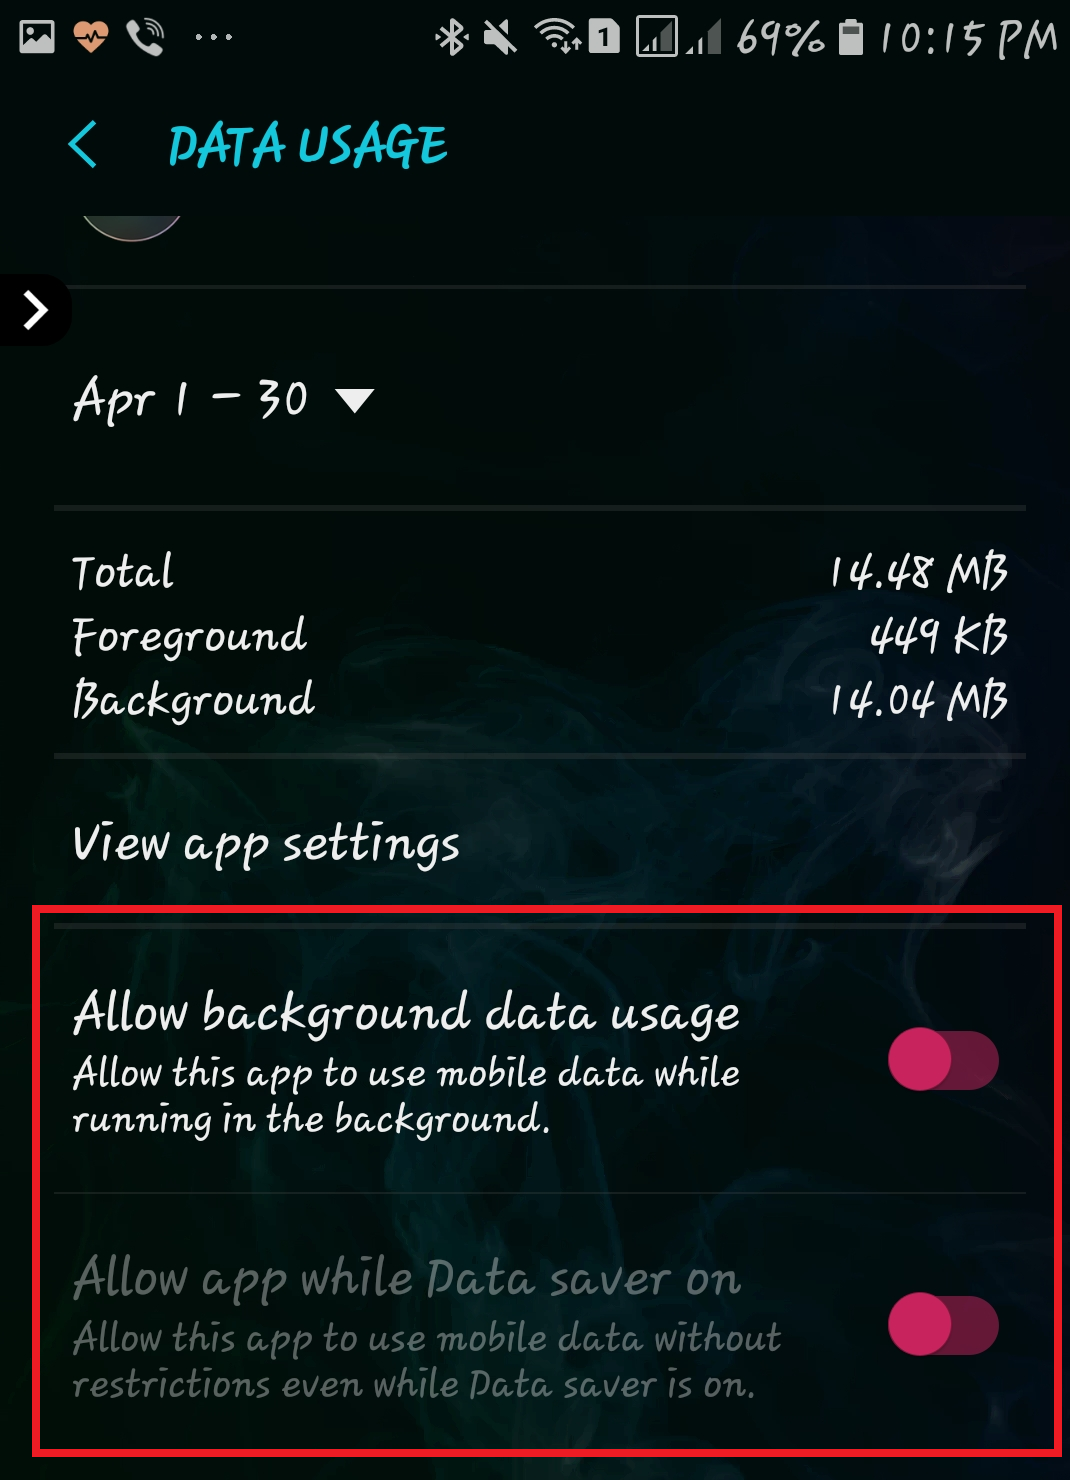 1 69% 10:15 PM
DATA USAGE
Apr 1 – 30
Total 14.48 MB
Foreground 449 KB
Background 14.04 MB
View app settings
Allow background data usage
Allow this app to use mobile data while
running in the background.
Allow app while Data saver on
Allow this app to use mobile data without
restrictions even while Data saver is on.